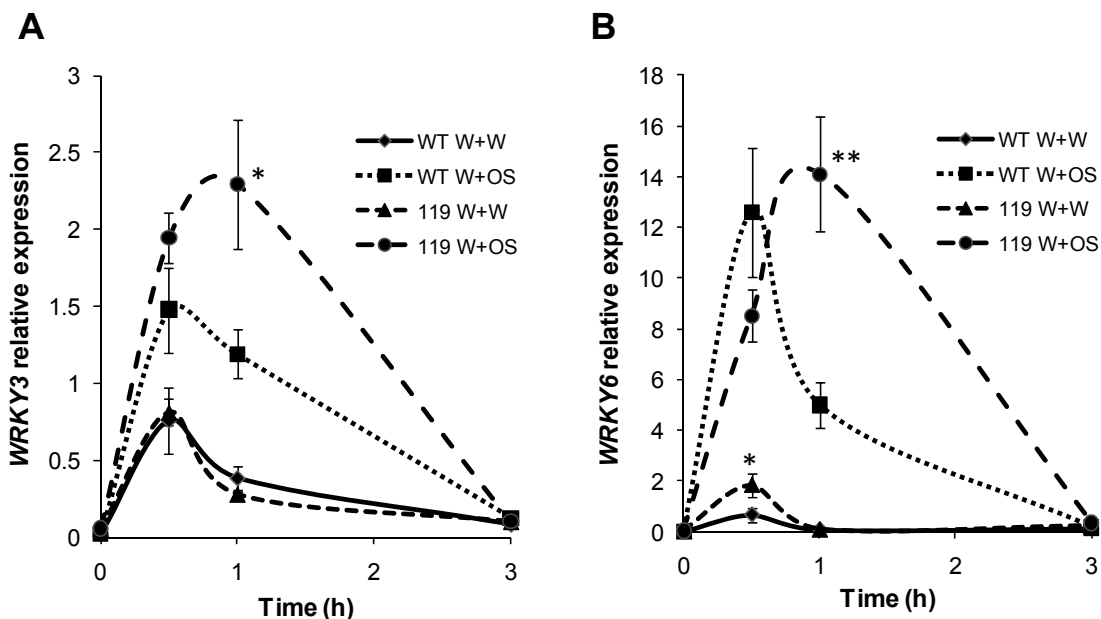 A
WRKY3 relative expression
3
2.5
2
1.5
1
0.5
0
0
1
2
3
Time (h)
WT W+W
WT W+OS
119 W+W
119 W+OS
*
B
WRKY6 relative expression
18
16
14
12
10
8
6
4
2
0
0
1
2
3
Time (h)
WT W+W
WT W+OS
119 W+W
119 W+OS
**
*